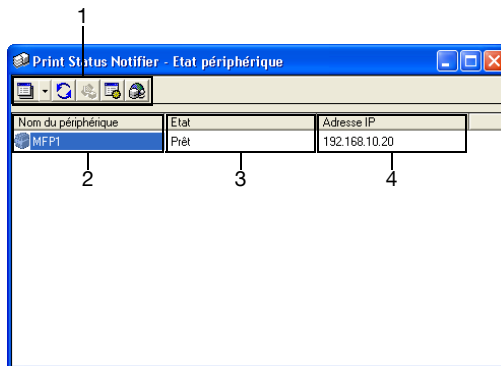 1
Print Status Notifier - Etat périphérique
Nom du périphérique Etat Adresse IP
MFP1 Prêt 192.168.10.20
2 3 4